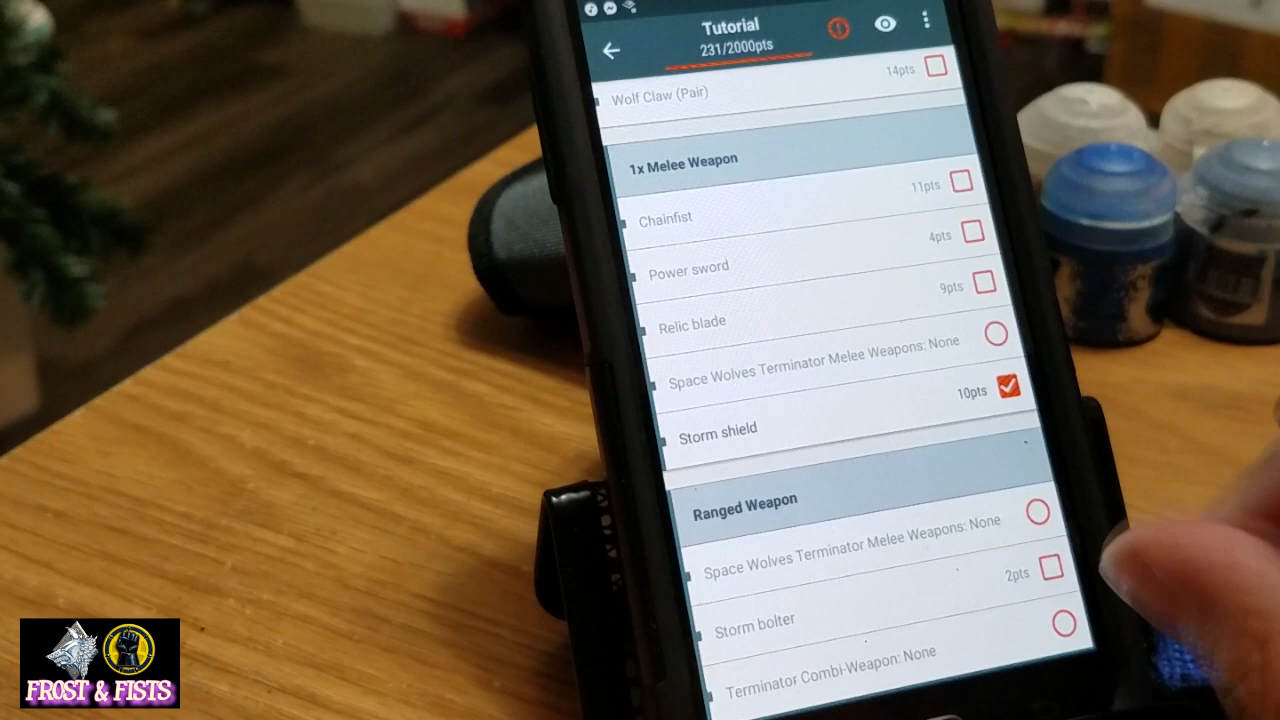 Tutorial
231/2000pts
Wolf Claw (Pair) 14pts
1x Melee Weapon
Chainfist 11pts
Power sword 4pts
Relic blade 9pts
Space Wolves Terminator Melee Weapons: None
Storm shield 10pts
Ranged Weapon
Space Wolves Terminator Melee Weapons: None
Storm bolter 2pts
Terminator Combi-Weapon: None
FROST & FISTS